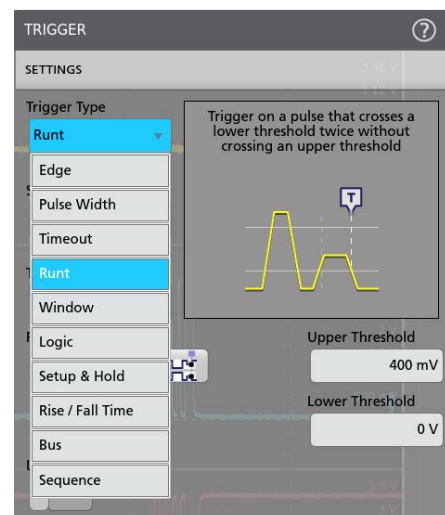 TRIGGER
?
SETTINGS
Trigger Type
Runt
Trigger on a pulse that crosses a
lower threshold twice without
crossing an upper threshold
T
Edge
Pulse Width
Timeout
Runt
Window
Logic
Setup & Hold
Rise / Fall Time
Bus
Sequence
Upper Threshold
400 mV
Lower Threshold
0 V